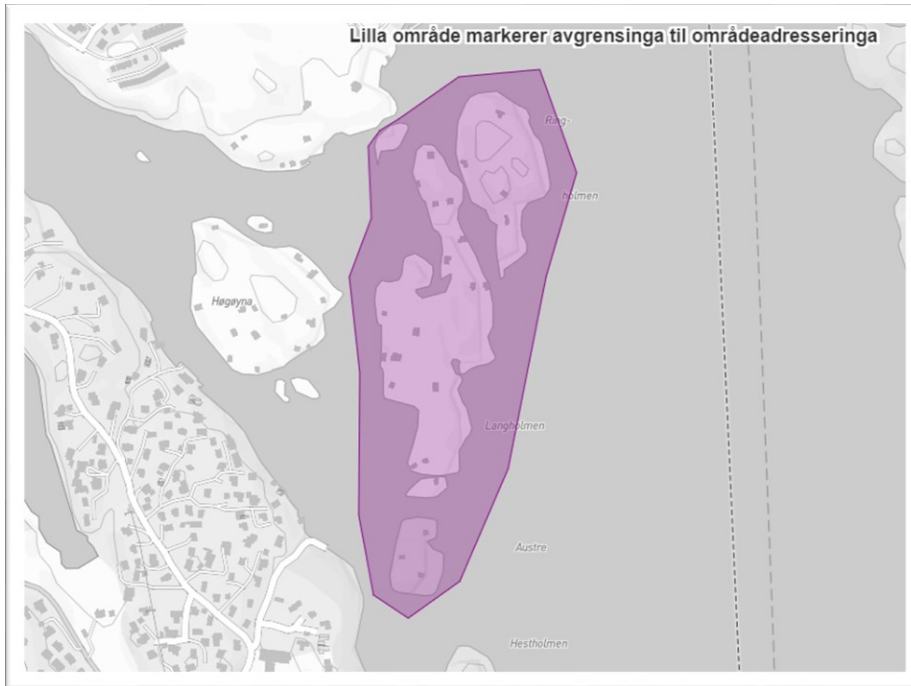 Lilla område markerer avgrensinga til områdeadresseringa
Ring-
holmen
Høgøyna
Langholmen
Austre
Hestholmen